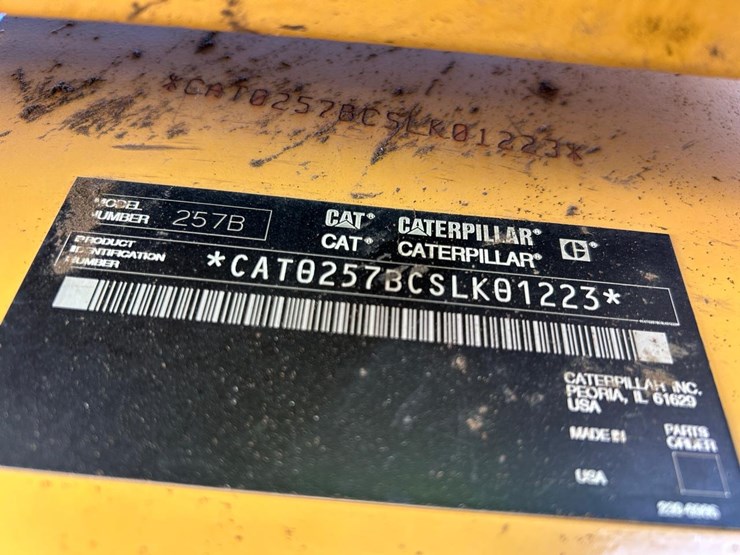 *CAT0257BCSLK01223*
MODEL NUMBER 257B
CAT® CATERPILLAR®
CAT® CATERPILLAR®
PRODUCT
IDENTIFICATION
NUMBER
*CAT0257BCSLK01223*
CATERPILLAR INC.
PEORIA, IL 61629
USA
MADE IN
USA
PARTS
ORDER